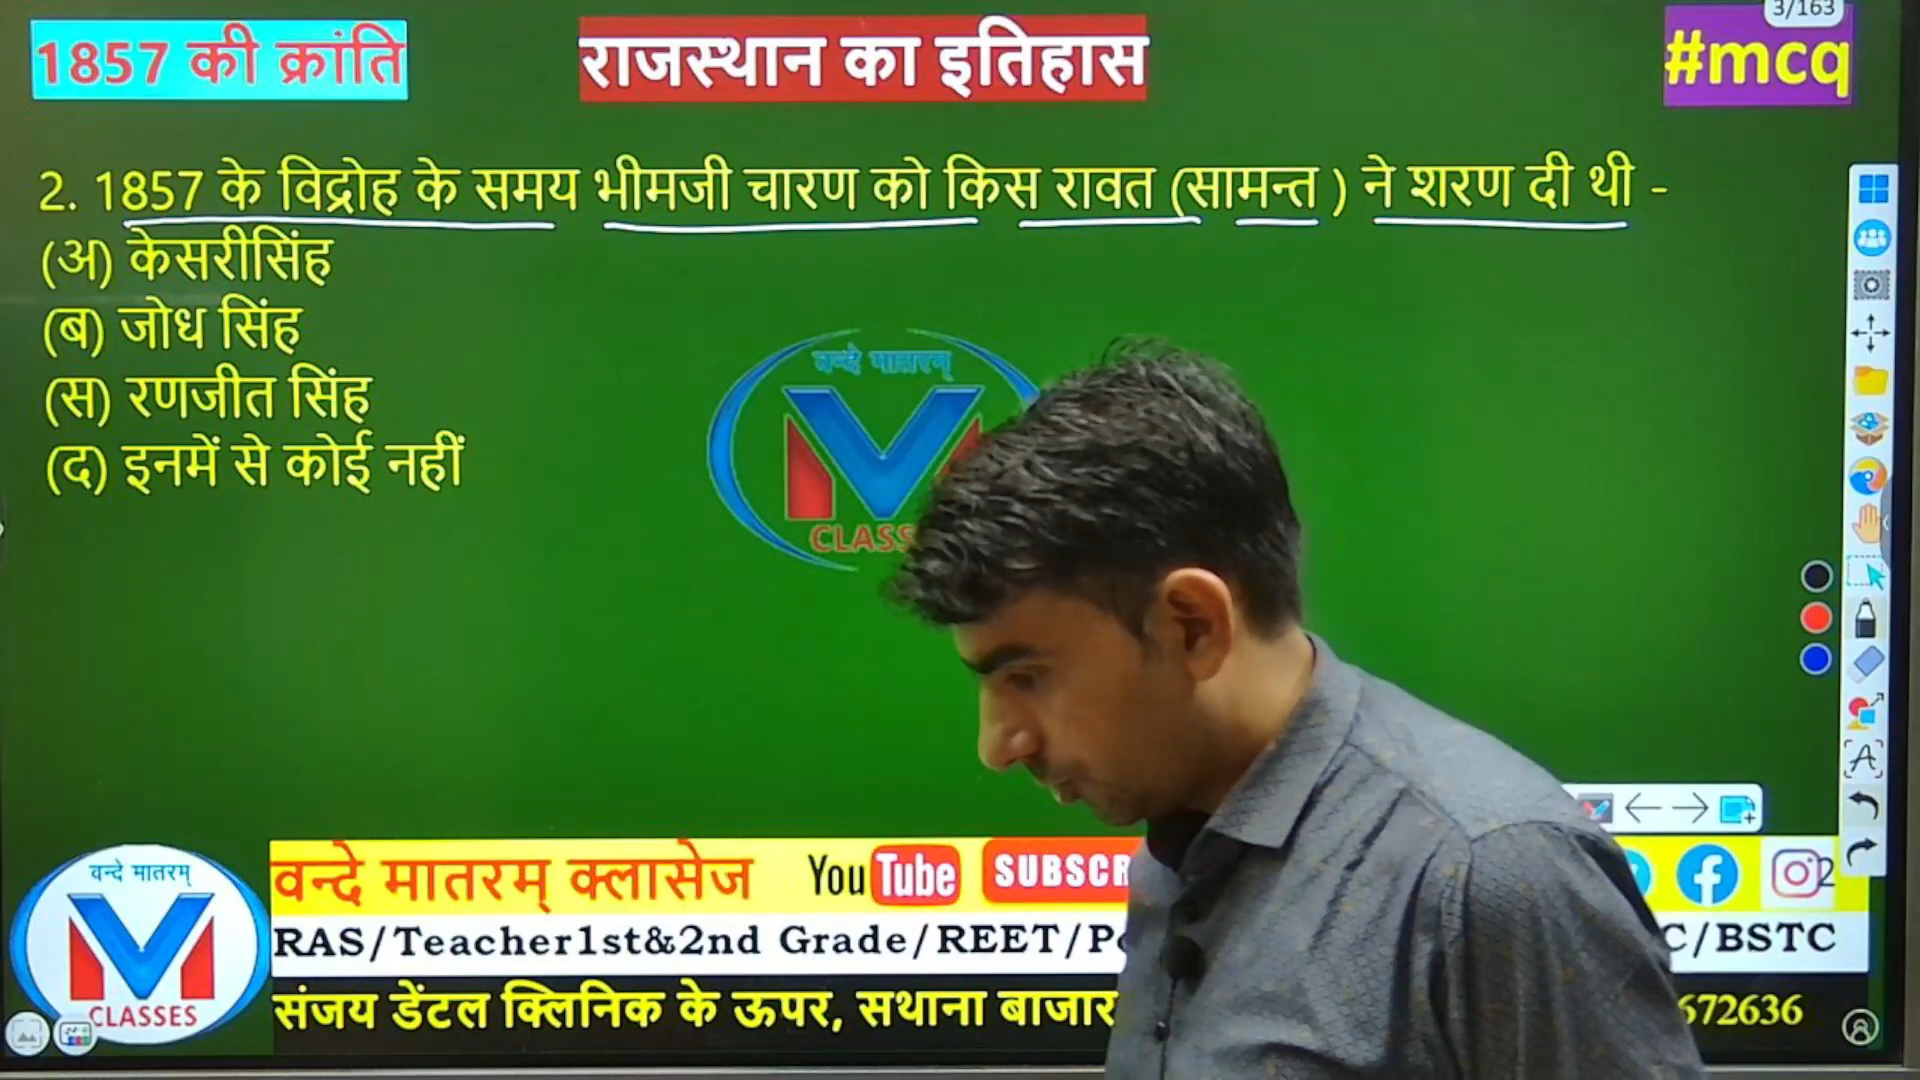 3/163
1857 की क्रांति
राजस्थान का इतिहास
#mcq
2. 1857 के विद्रोह के समय भीमजी चारण को किस रावत (सामन्त ) ने शरण दी थी -
(अ) केसरीसिंह
(ब) जोध सिंह
(स) रणजीत सिंह
(द) इनमें से कोई नहीं
वन्दे मातरम्
CLASS
वन्दे मातरम्
CLASSES
वन्दे मातरम् क्लासेज
YouTube
SUBSCR
2
RAS/Teacher1st&2nd Grade/REET/P
C/BSTC
संजय डेंटल क्लिनिक के ऊपर, सथाना बाजार
672636